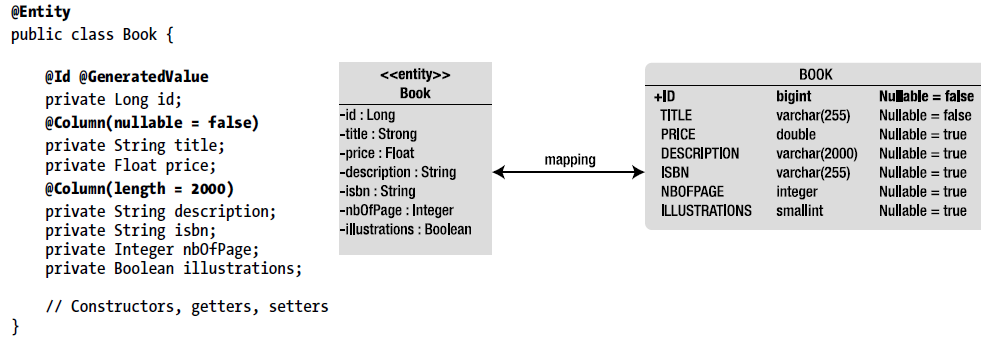 @Entity
public class Book {
@Id @GeneratedValue
private Long id;
@Column(nullable = false)
private String title;
private Float price;
@Column(length = 2000)
private String description;
private String isbn;
private Integer nbOfPage;
private Boolean illustrations;
// Constructors, getters, setters
}
<<entity>>
Book
-id : Long
-title : Strong
-price : Float
-description : String
-isbn : String
-nbOfPage : Integer
-illustrations : Boolean
mapping
BOOK
+ID bigint Nullable = false
TITLE varchar(255) Nullable = false
PRICE double Nullable = true
DESCRIPTION varchar(2000) Nullable = true
ISBN varchar(255) Nullable = true
NBOFPAGE integer Nullable = true
ILLUSTRATIONS smallint Nullable = true